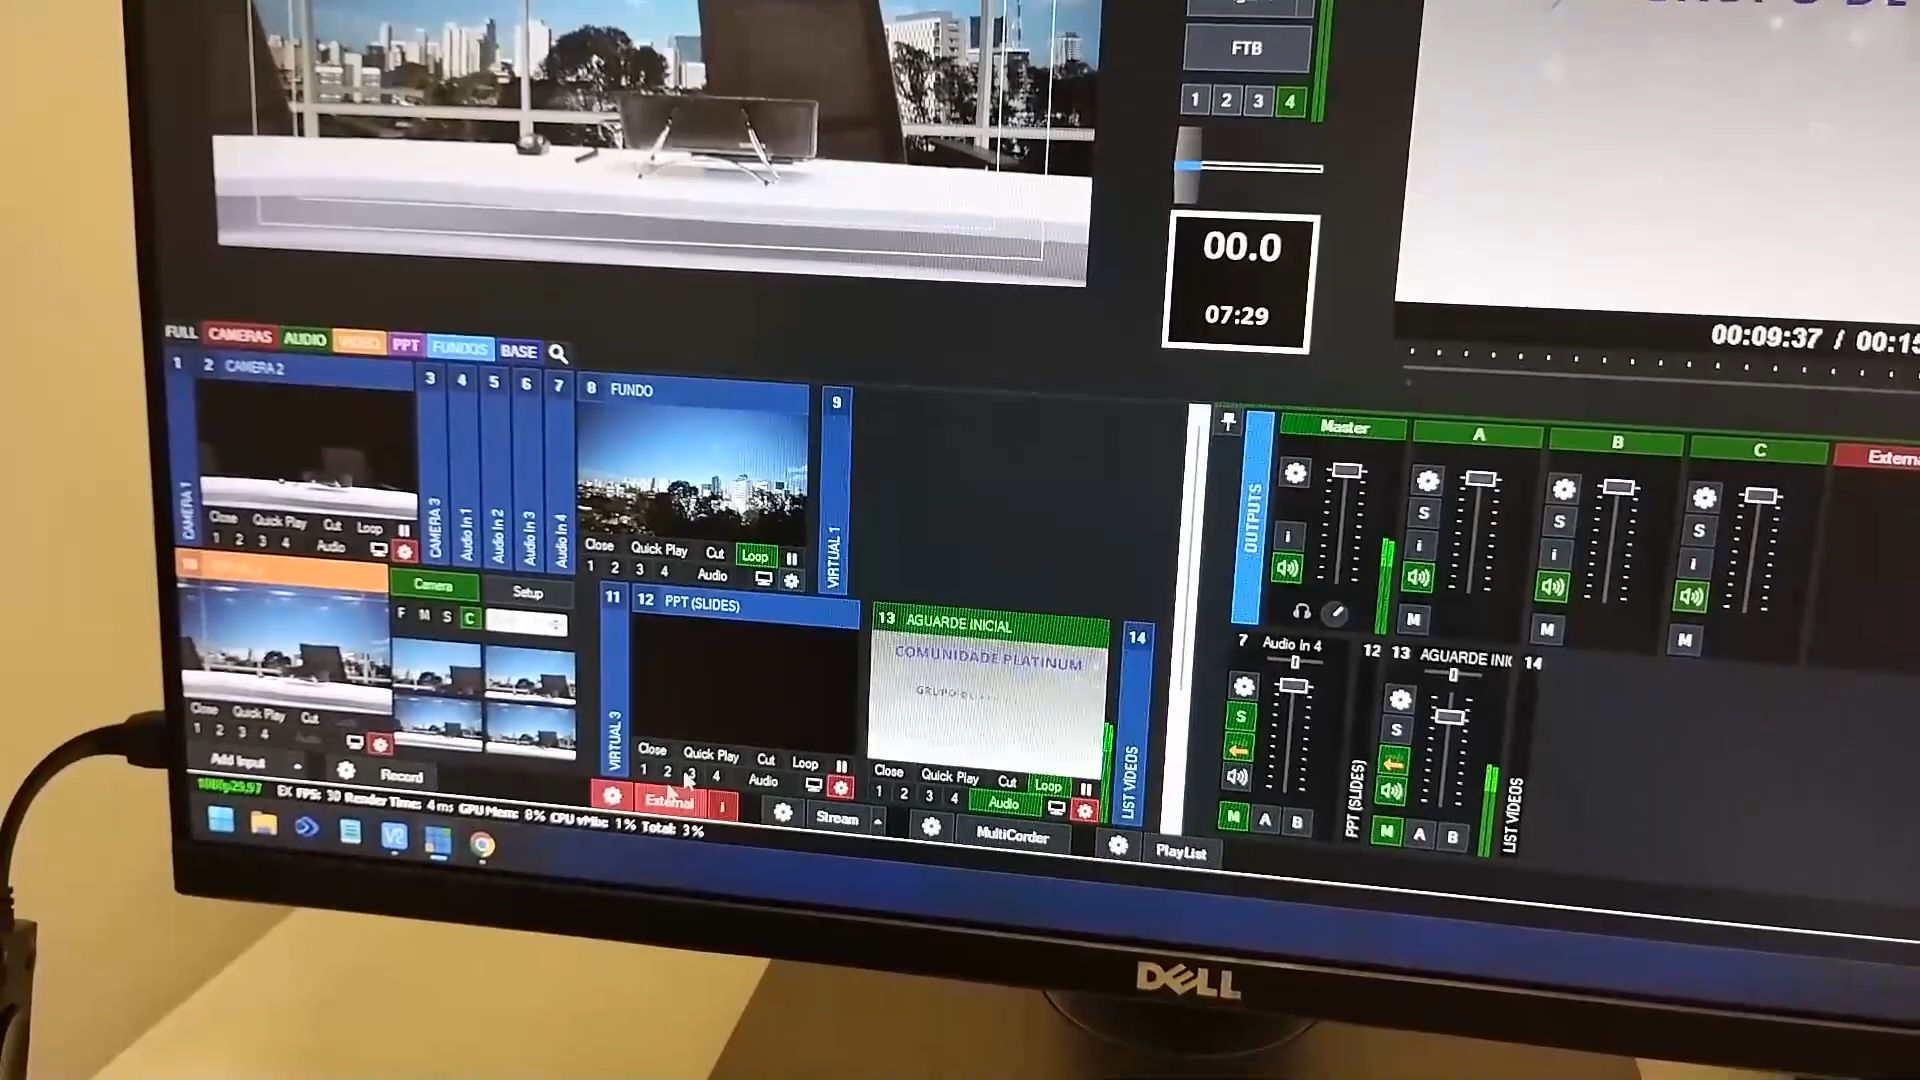 FTB
1 2 3 4
00.0
07:29
00:09:37 / 00:15
FULL CAMERAS AUDIO VIDEO PPT FUNDOS BASE
1
CAMERA 1
2 CAMERA 2
Close Quick Play Cut Loop
1 2 3 4 Audio
3
CAMERA 3
4
Audio In 1
5
Audio In 2
6
Audio In 3
7
Audio In 4
8 FUNDO
Close Quick Play Cut Loop
1 2 3 4 Audio
9
VIRTUAL 1
10
Close Quick Play Cut
1 2 3 4
Camera Setup
F M S C
11
VIRTUAL 3
12 PPT (SLIDES)
Close Quick Play Cut Loop
1 2 3 4 Audio
13 AGUARDE INICIAL
COMUNIDADE PLATINUM
Close Quick Play Cut Loop
1 2 3 4 Audio
14
LIST VIDEOS
OUTPUTS
Master A B C
S S S
i i i i
M M M
7 Audio In 4
S
M A B
12
PPT (SLIDES)
13 AGUARDE INIC
S
M A B
14
LIST VIDEOS
Add Input Record External i Stream MultiCorder PlayList
1080p29.97 EX FPS: 30 Render Time: 4 ms GPU Mem: 8% CPU vMix: 1% Total: 3%
V2
DELL